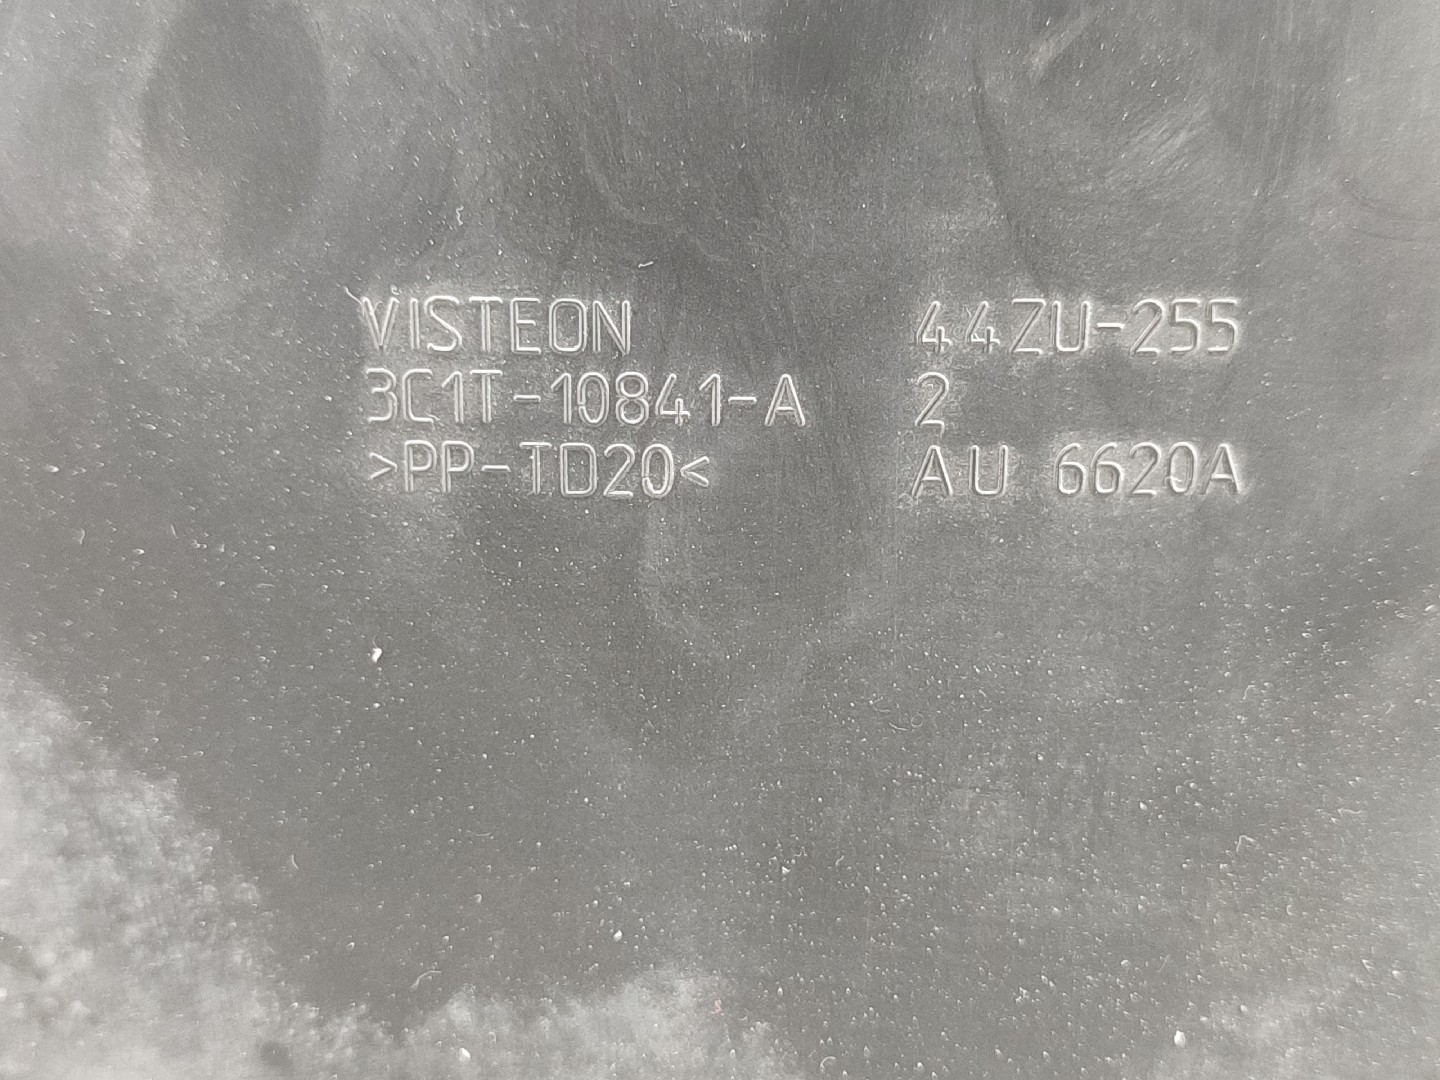 VISTEON 44ZU-255
3C1T-10841-A 2
>PP-TD20< AU 6620A